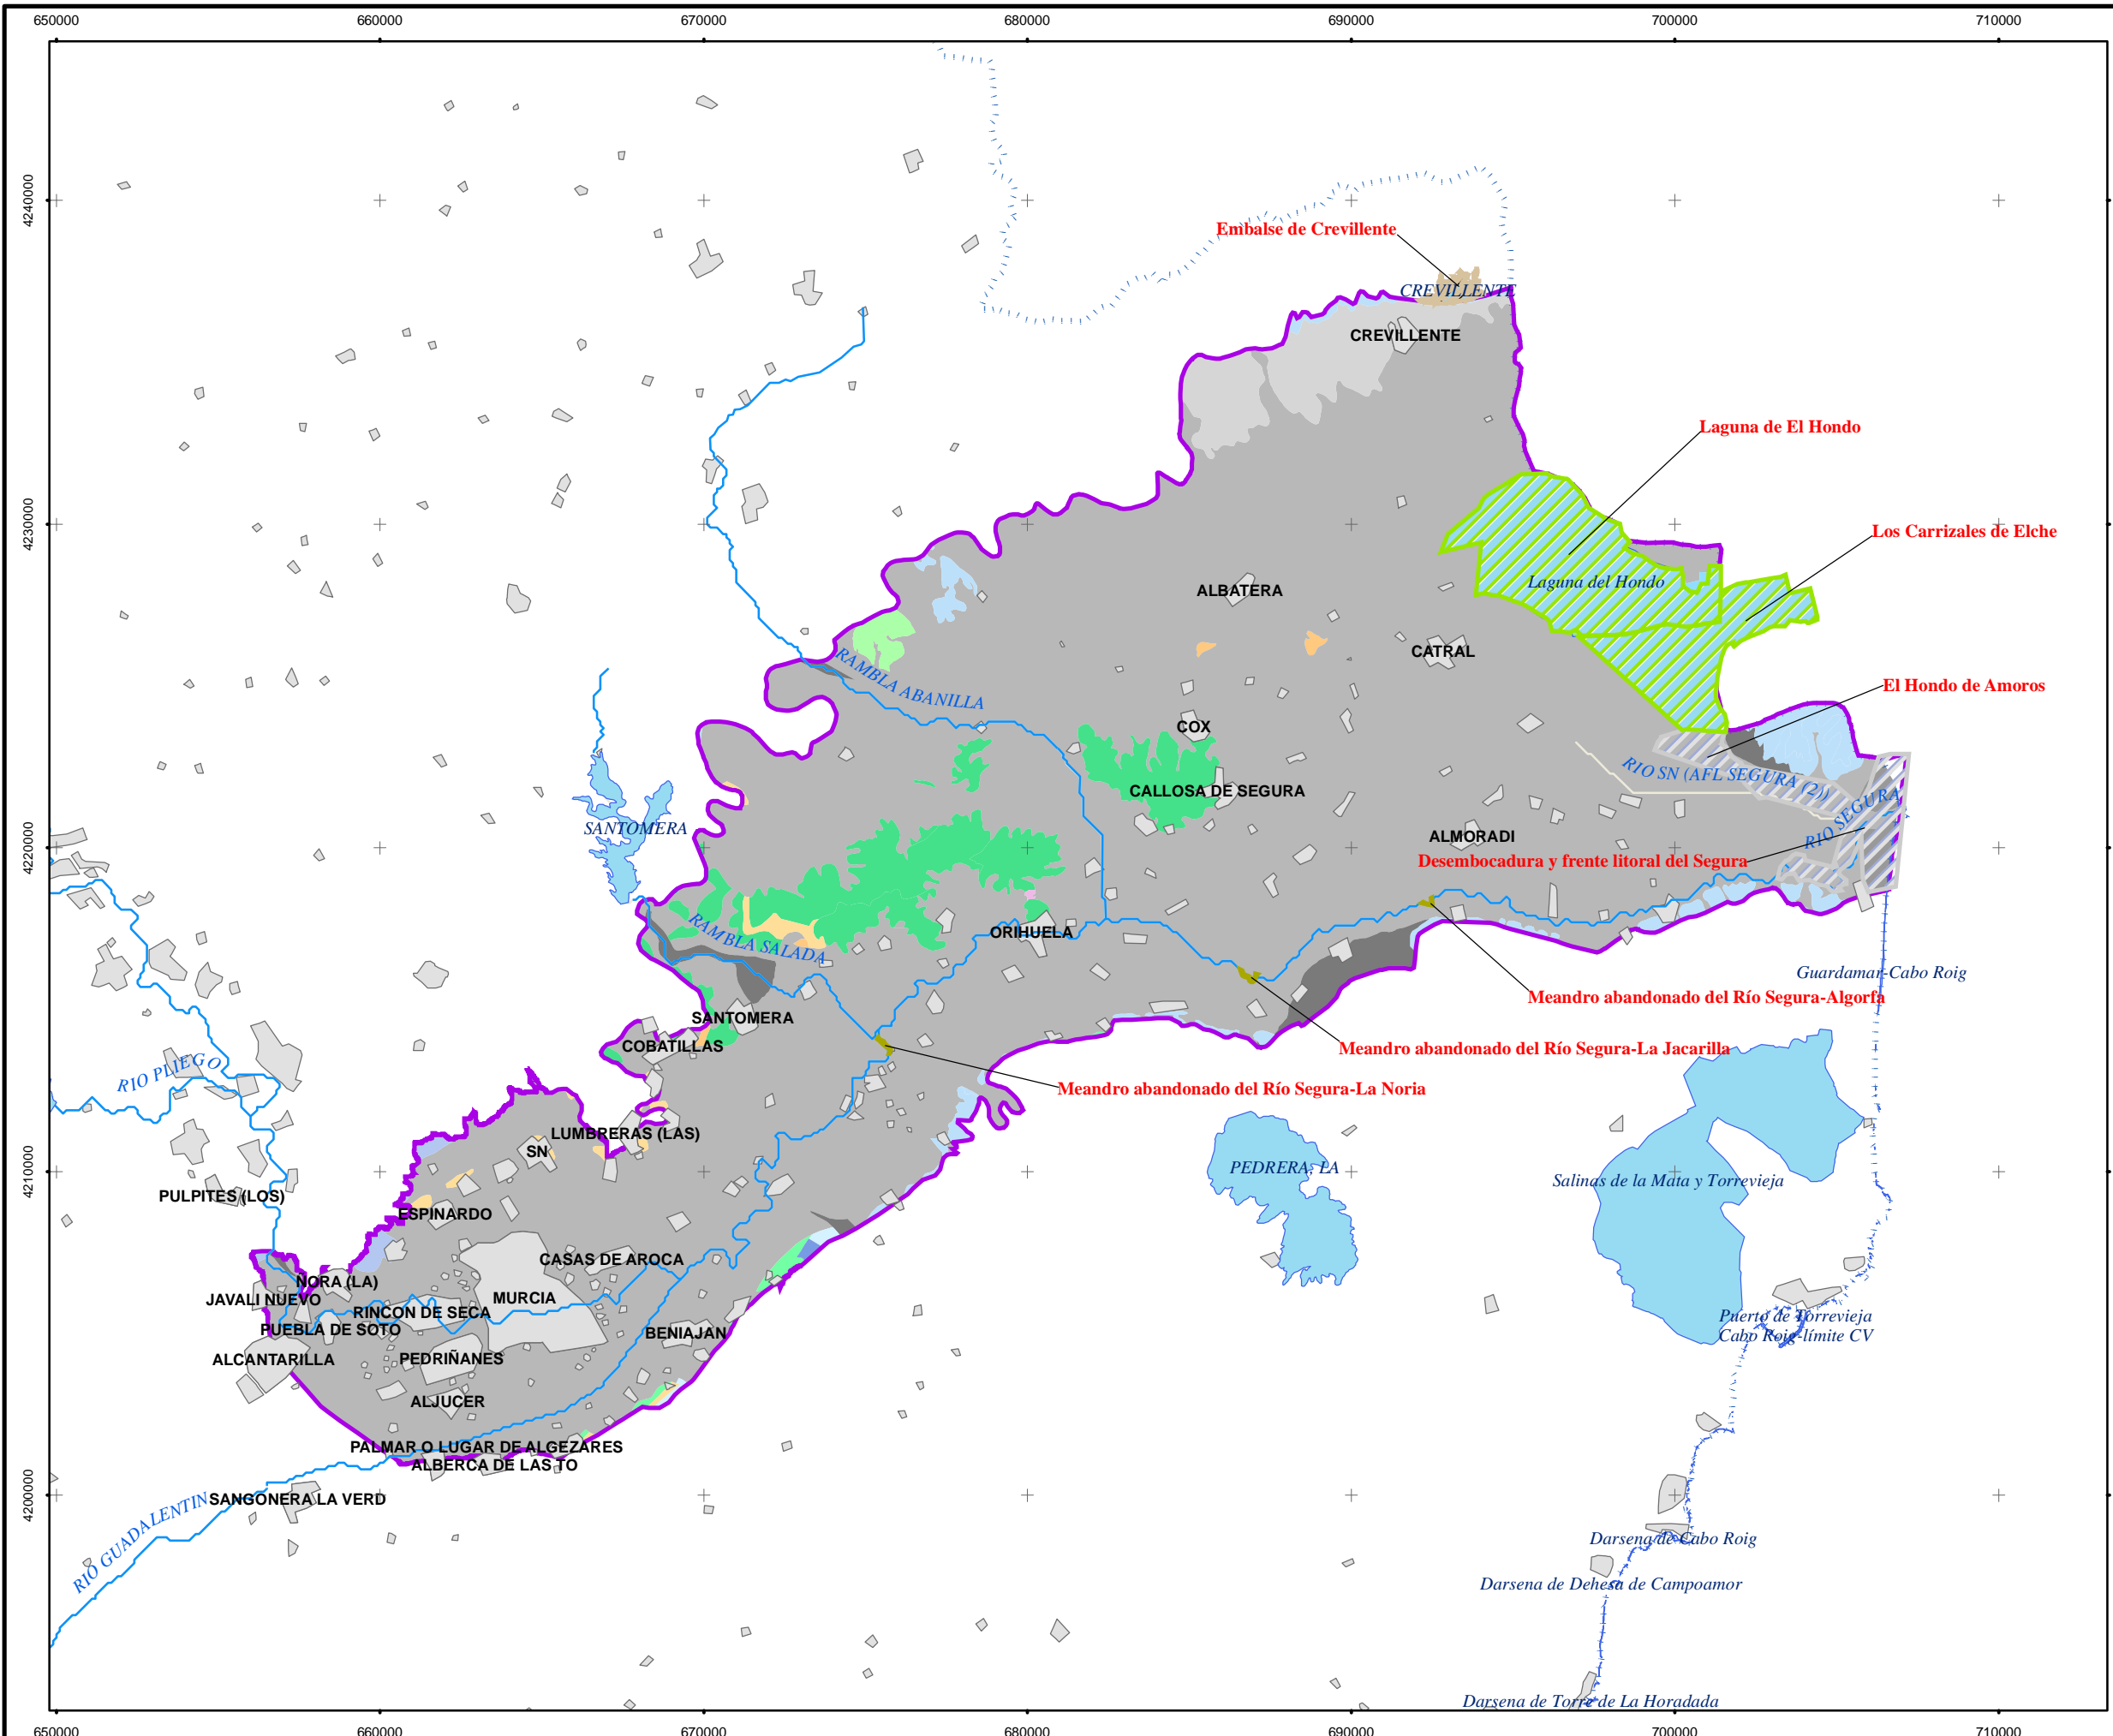 650000 660000 670000 680000 690000 700000 710000
4240000
Embalse de Crevillente
CREVILLENTE
CREVILLENTE
Laguna de El Hondo
4230000
Los Carrizales de Elche
Laguna del Hondo
ALBATERA
CATRAL
RAMBLA ABANILLA
El Hondo de Amoros
COX
RIO SN (AFL SEGURA (2))
CALLOSA DE SEGURA
RIO SEGURA
SANTOMERA
ALMORADI
4220000
Desembocadura y frente litoral del Segura
RAMBLA SALADA
ORIHUELA
Guardamar-Cabo Roig
Meandro abandonado del Río Segura-Algorfa
SANTOMERA
COBATILLAS
Meandro abandonado del Río Segura-La Jacarilla
RIO PLIEGO
Meandro abandonado del Río Segura-La Noria
LUMBRERAS (LAS)
SN
4210000
PEDRERA, LA
Salinas de la Mata y Torrevieja
PULPITES (LOS)
ESPINARDO
CASAS DE AROCA
NORA (LA)
JAVALI NUEVO
MURCIA
RINCON DE SECA
Puerto de Torrevieja
PUEBLA DE SOTO
BENIAJAN
Cabo Roig-límite CV
ALCANTARILLA
PEDRIÑANES
ALJUCER
PALMAR O LUGAR DE ALGEZARES
ALBERCA DE LAS TO
4200000
SANGONERA LA VERD
RIO GUADALENTIN
Darsena de Cabo Roig
Darsena de Dehesa de Campoamor
Darsena de Torre de La Horadada
650000 660000 670000 680000 690000 700000 710000